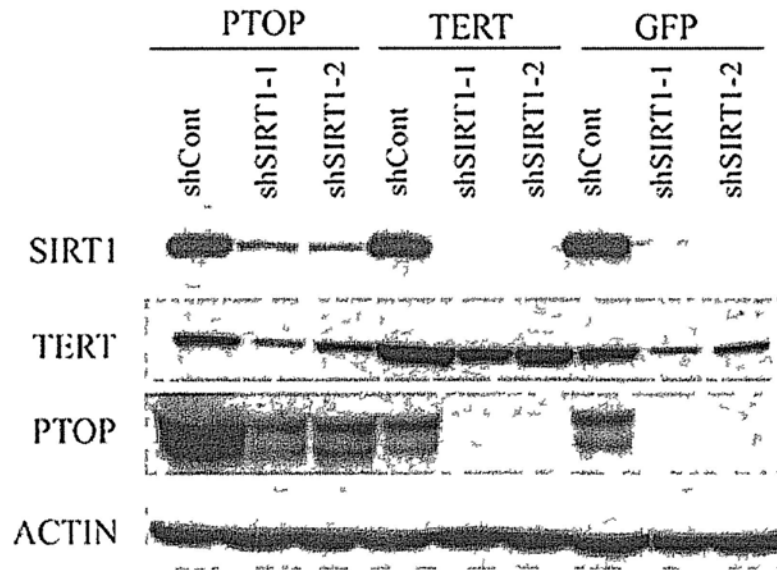 PTOP TERT GFP
shCont shSIRT1-1 shSIRT1-2 shCont shSIRT1-1 shSIRT1-2 shCont shSIRT1-1 shSIRT1-2
SIRT1
TERT
PTOP
ACTIN